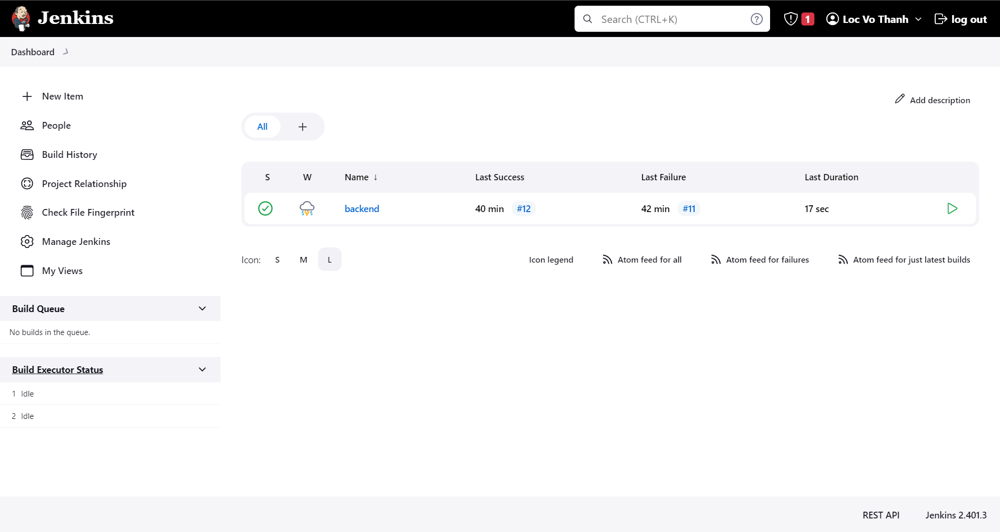 Jenkins
Search (CTRL+K)
1
Loc Vo Thanh
log out
Dashboard
New Item
People
Build History
Project Relationship
Check File Fingerprint
Manage Jenkins
My Views
Build Queue
No builds in the queue.
Build Executor Status
1 Idle
2 Idle
Add description
All
S W Name ↓ Last Success Last Failure Last Duration
backend 40 min #12 42 min #11 17 sec
Icon: S M L
Icon legend
Atom feed for all
Atom feed for failures
Atom feed for just latest builds
REST API
Jenkins 2.401.3